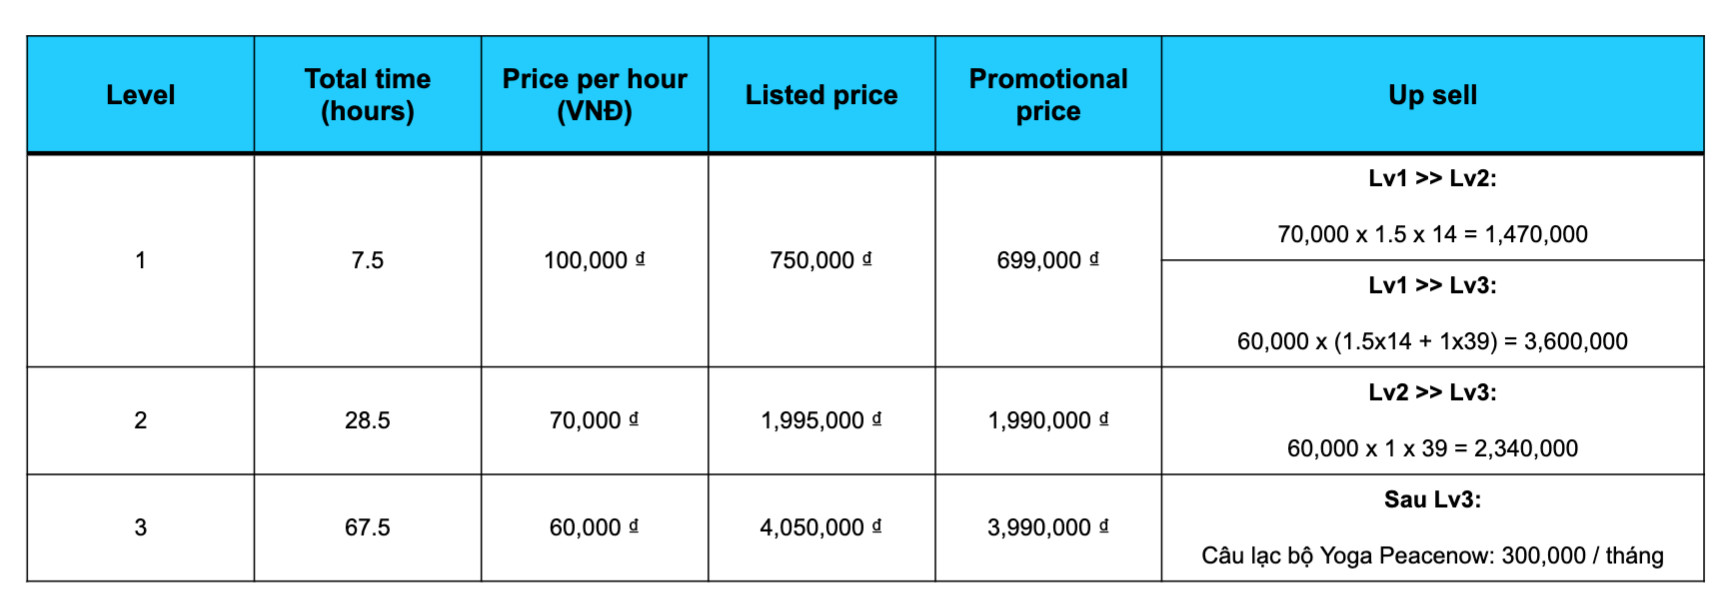 Level
Total time
(hours)
Price per hour
(VNĐ)
Listed price
Promotional
price
Up sell
1
7.5
100,000 ₫
750,000 ₫
699,000 ₫
Lv1 >> Lv2:
70,000 x 1.5 x 14 = 1,470,000
Lv1 >> Lv3:
60,000 x (1.5x14 + 1x39) = 3,600,000
2
28.5
70,000 ₫
1,995,000 ₫
1,990,000 ₫
Lv2 >> Lv3:
60,000 x 1 x 39 = 2,340,000
3
67.5
60,000 ₫
4,050,000 ₫
3,990,000 ₫
Sau Lv3:
Câu lạc bộ Yoga Peacenow: 300,000 / tháng